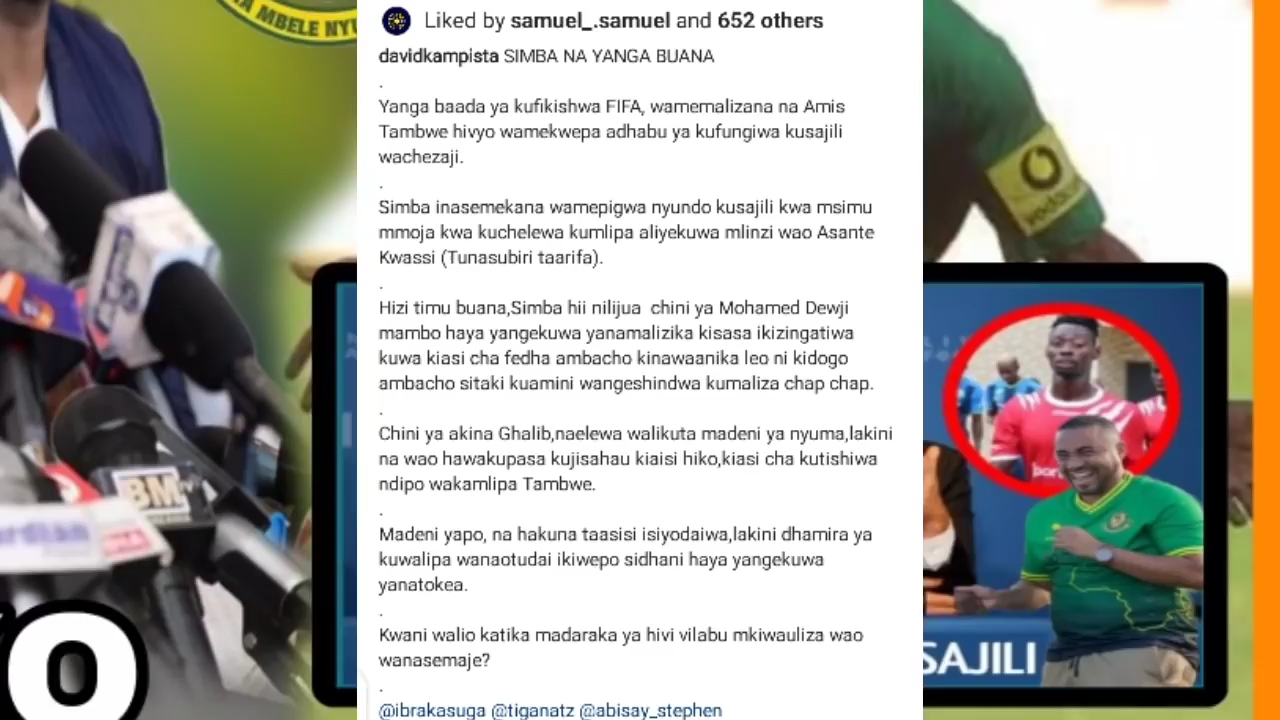 A MBELE NYU
Liked by samuel_.samuel and 652 others
davidkampista SIMBA NA YANGA BUANA
.
Yanga baada ya kufikishwa FIFA, wamemalizana na Amis
Tambwe hivyo wamekwepa adhabu ya kufungiwa kusajili
wachezaji.
.
Simba inasemekana wamepigwa nyundo kusajili kwa msimu
mmoja kwa kuchelewa kumlipa aliyekuwa mlinzi wao Asante
Kwassi (Tunasubiri taarifa).
.
Hizi timu buana,Simba hii nilijua chini ya Mohamed Dewji
mambo haya yangekuwa yanamalizika kisasa ikizingatiwa
kuwa kiasi cha fedha ambacho kinawaanika leo ni kidogo
ambacho sitaki kuamini wangeshindwa kumaliza chap chap.
.
Chini ya akina Ghalib,naelewa walikuta madeni ya nyuma,lakini
na wao hawakupasa kujisahau kiaisi hiko,kiasi cha kutishiwa
ndipo wakamlipa Tambwe.
.
Madeni yapo, na hakuna taasisi isiyodaiwa,lakini dhamira ya
kuwalipa wanaotudai ikiwepo sidhani haya yangekuwa
yanatokea.
.
Kwani walio katika madaraka ya hivi vilabu mkiwauliza wao
wanasemaje?
.
@ibrakasuga @tiganatz @abisay_stephen
vodacom
BM
rdian
O
SAJILI